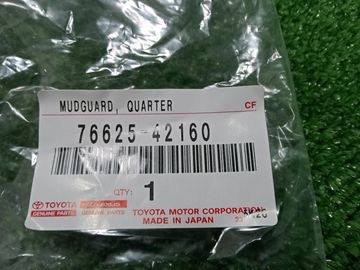 MUDGUARD, QUARTER CF
76625-42160
QTY: 1
TOYOTA LEXUS
GENUINE PARTS GENUINE PARTS
TOYOTA MOTOR CORPORATION
MADE IN JAPAN